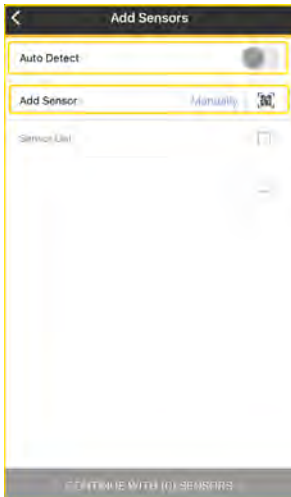 Add Sensors
Auto Detect
Add Sensor Manually
Sensor List
CONTINUE WITH (0) SENSORS